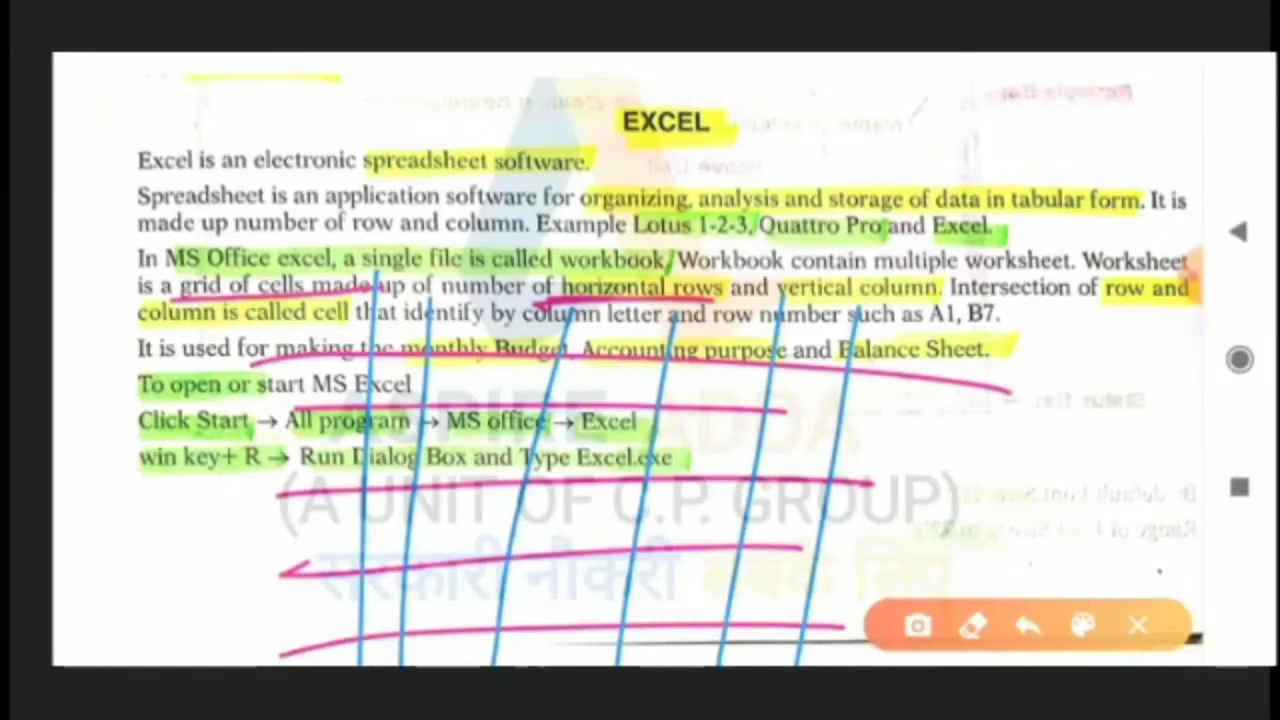 EXCEL
Excel is an electronic spreadsheet software.
Spreadsheet is an application software for organizing, analysis and storage of data in tabular form. It is
made up number of row and column. Example Lotus 1-2-3, Quattro Pro and Excel.
In MS Office excel, a single file is called workbook, Workbook contain multiple worksheet. Worksheet
is a grid of cells made up of number of horizontal rows and vertical column. Intersection of row and
column is called cell that identify by column letter and row number such as A1, B7.
It is used for making the monthly Budget, Accounting purpose and Balance Sheet.
To open or start MS Excel
Click Start → All program → MS office → Excel
win key+ R → Run Dialog Box and Type Excel.exe
ASPIRE ADDA
(A UNIT OF C.P. GROUP)
सरकारी नौकरी सबके लिए